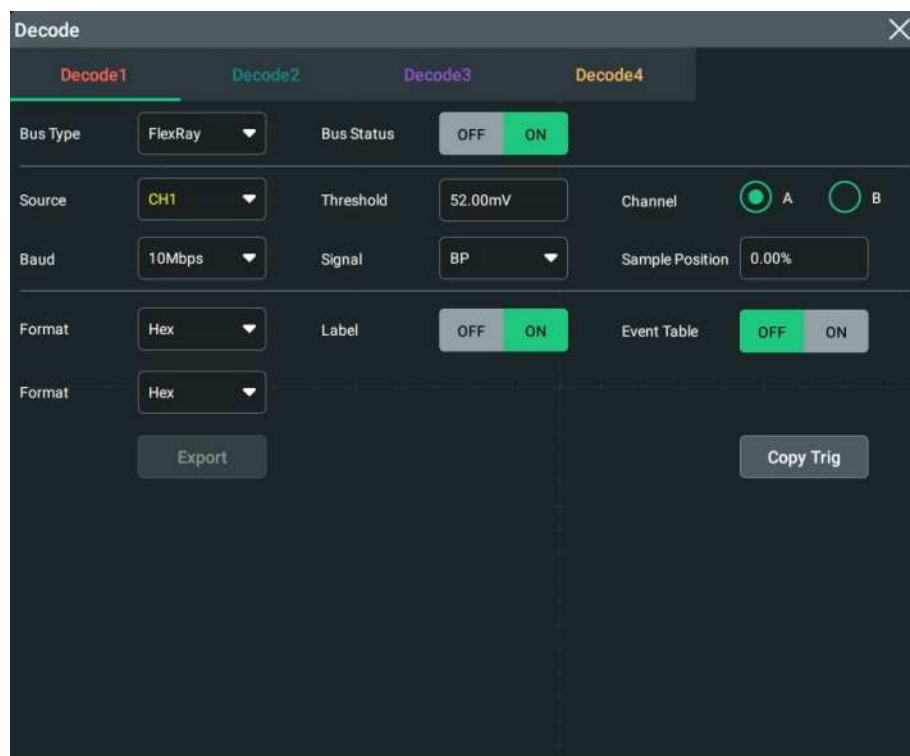 Decode
Decode1 Decode2 Decode3 Decode4
Bus Type FlexRay Bus Status OFF ON
Source CH1 Threshold 52.00mV Channel A B
Baud 10Mbps Signal BP Sample Position 0.00%
Format Hex Label OFF ON Event Table OFF ON
Format Hex
Export Copy Trig